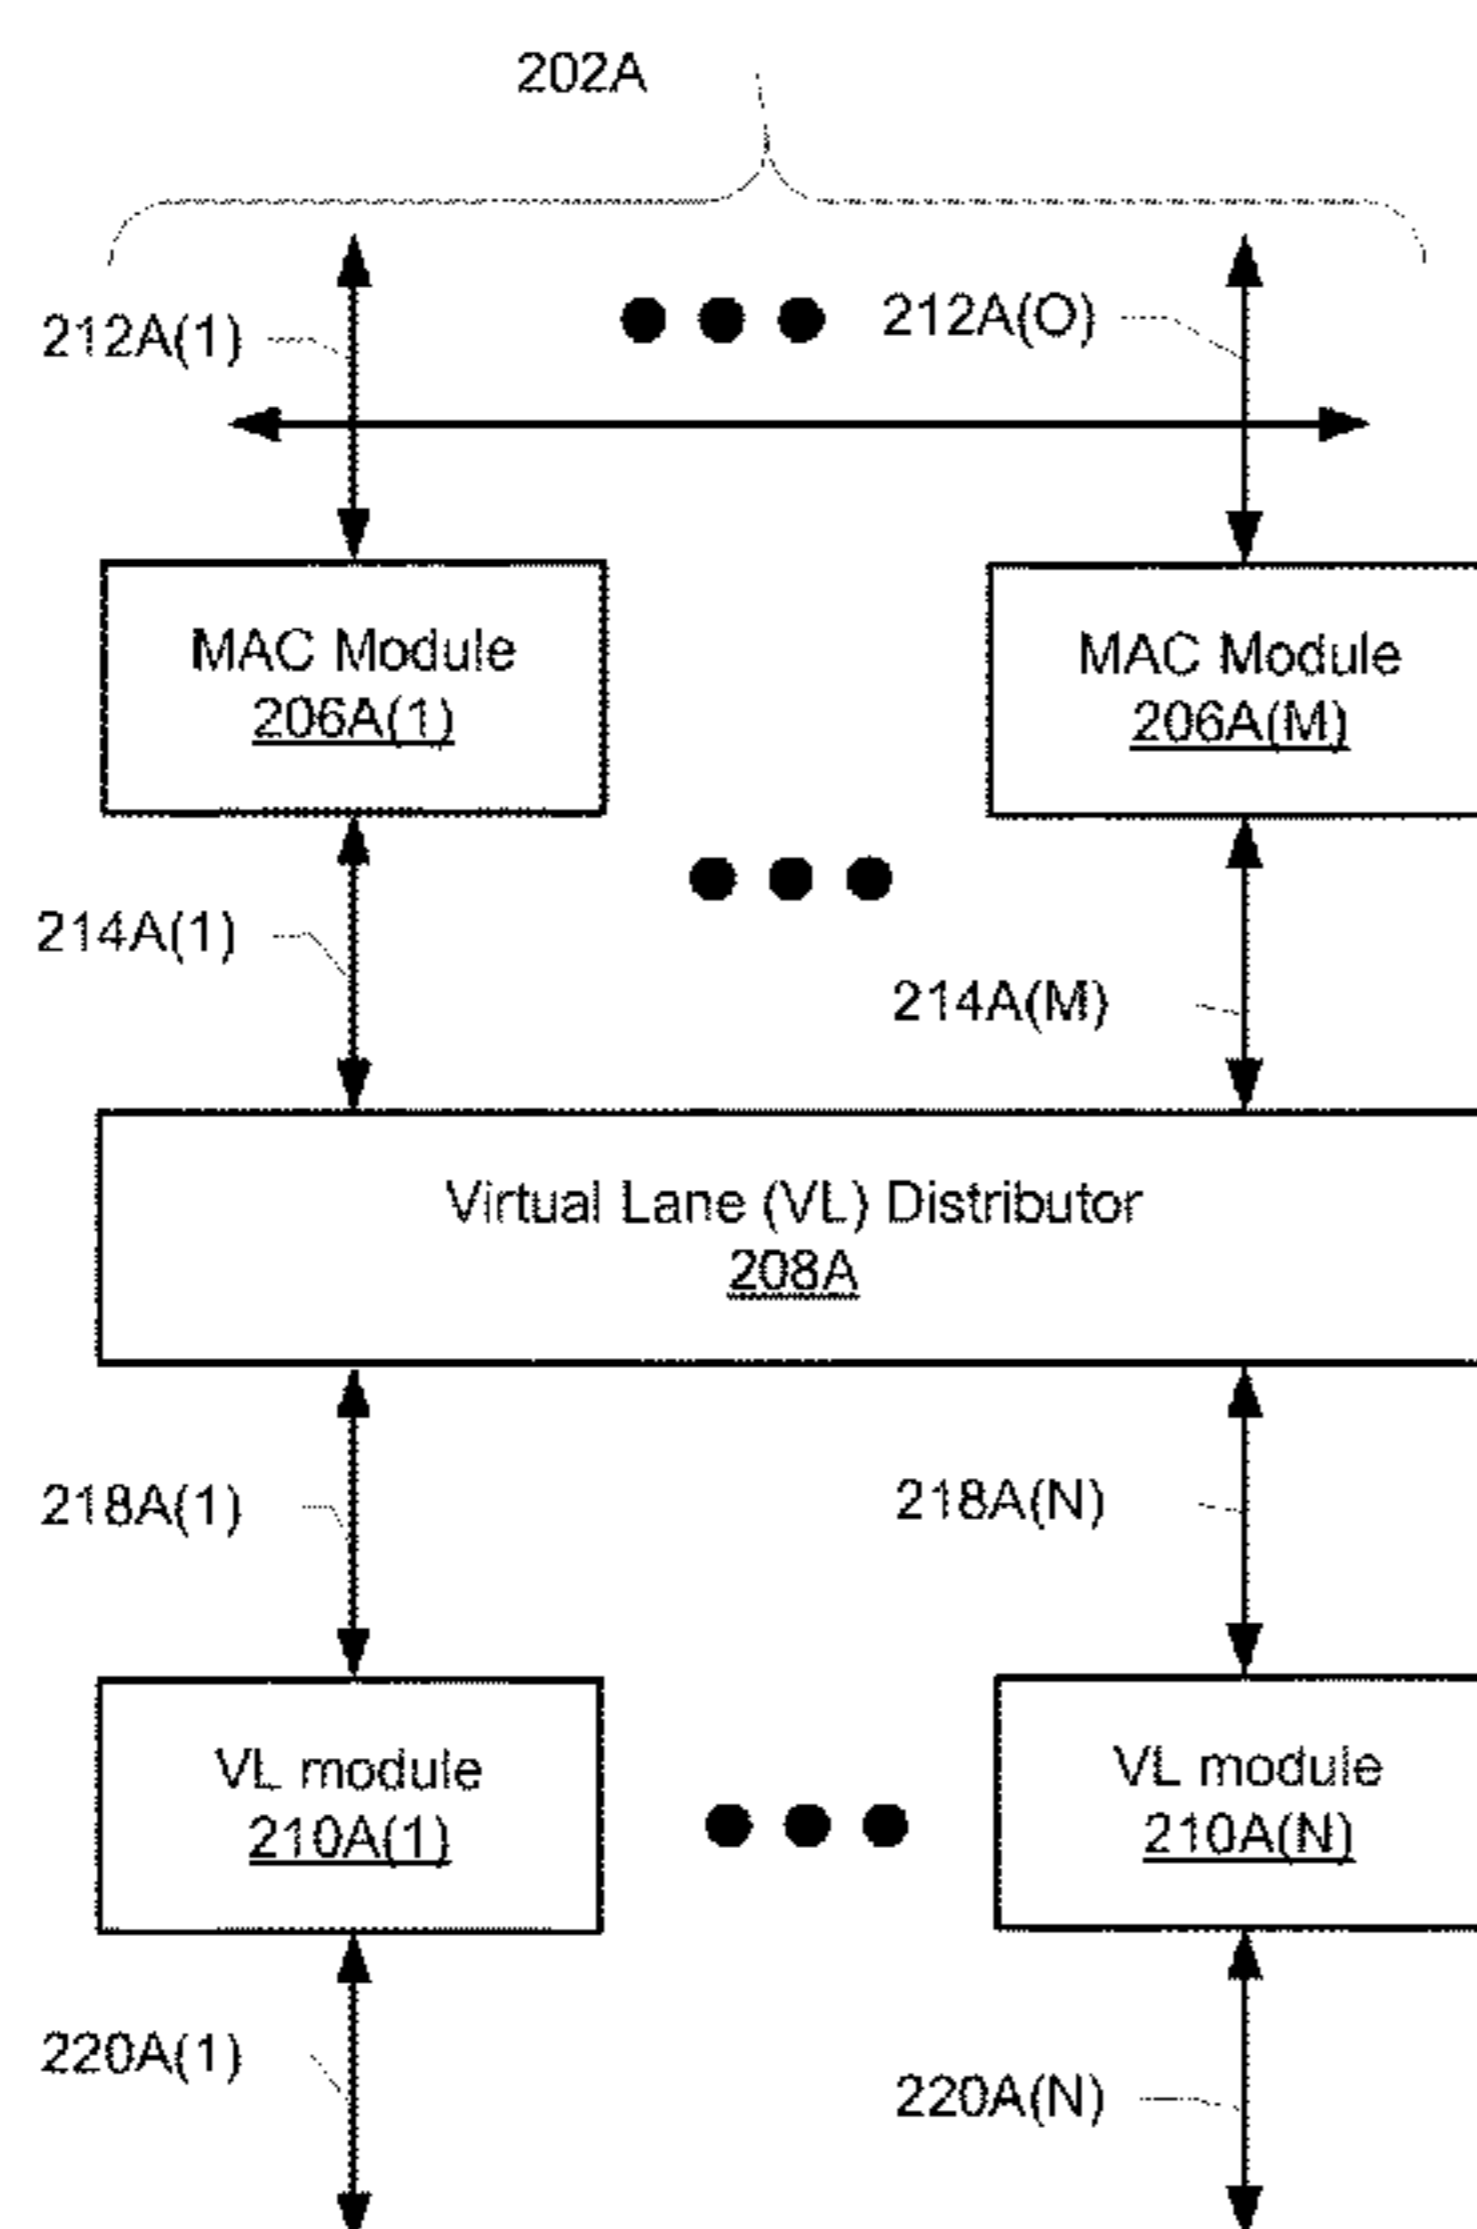 202A
212A(1)
212A(O)
MAC Module
206A(1)
MAC Module
206A(M)
214A(1)
214A(M)
Virtual Lane (VL) Distributor
208A
218A(1)
218A(N)
VL module
210A(1)
VL module
210A(N)
220A(1)
220A(N)